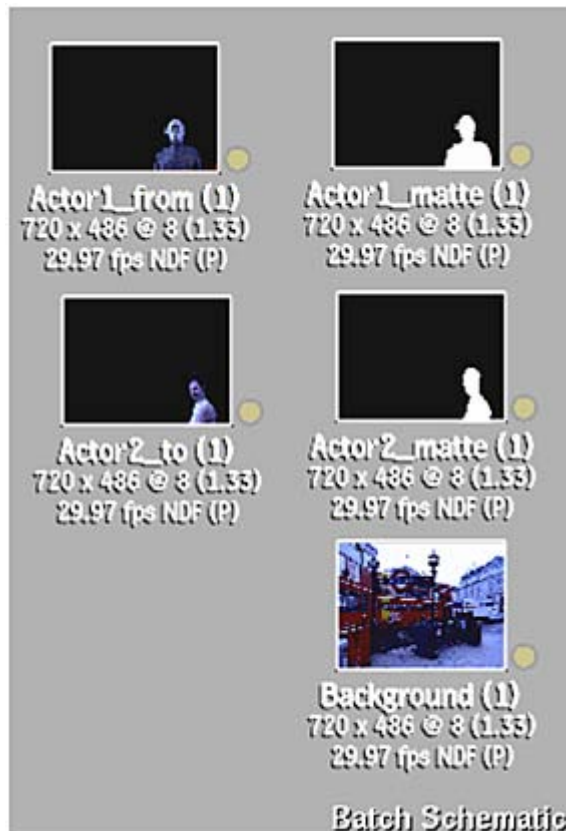 Actor1_from (1)
720 x 486 @ 8 (1.33)
29.97 fps NDF (P)
Actor1_matte (1)
720 x 486 @ 8 (1.33)
29.97 fps NDF (P)
Actor2_to (1)
720 x 486 @ 8 (1.33)
29.97 fps NDF (P)
Actor2_matte (1)
720 x 486 @ 8 (1.33)
29.97 fps NDF (P)
Background (1)
720 x 486 @ 8 (1.33)
29.97 fps NDF (P)
Batch Schematic